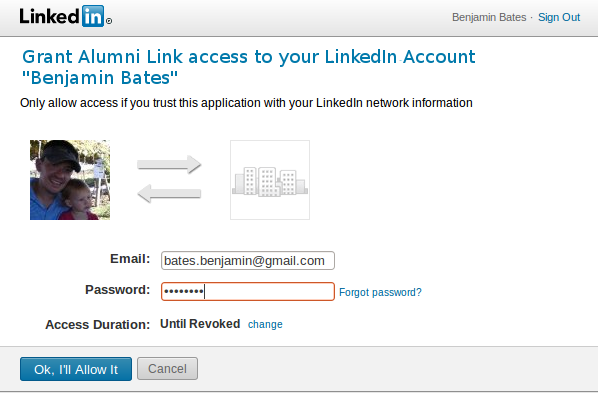 Linked in ®
Benjamin Bates · Sign Out
Grant Alumni Link access to your LinkedIn Account
"Benjamin Bates"
Only allow access if you trust this application with your LinkedIn network information
Email: bates.benjamin@gmail.com
Password: •••••••• Forgot password?
Access Duration: Until Revoked change
Ok, I'll Allow It Cancel